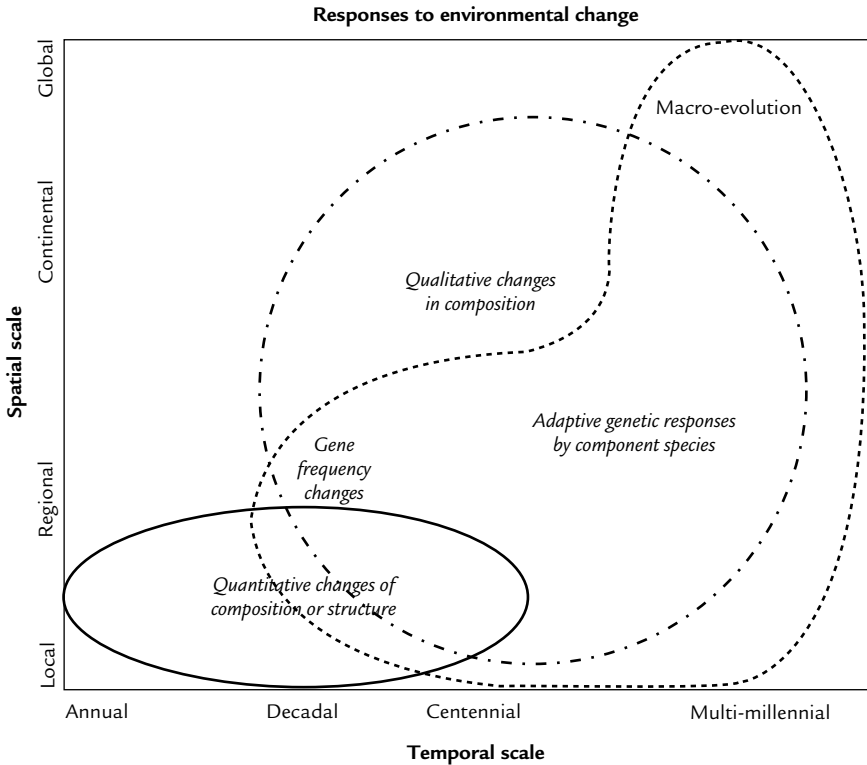 Responses to environmental change
Global
Macro-evolution
Continental
Qualitative changes
in composition
Spatial scale
Adaptive genetic responses
by component species
Gene
frequency
changes
Regional
Quantitative changes of
composition or structure
Local
Annual
Decadal
Centennial
Multi-millennial
Temporal scale